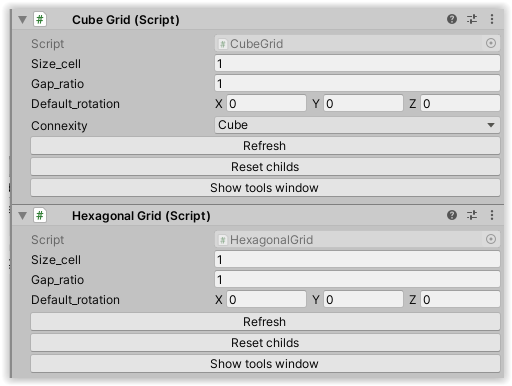 Cube Grid (Script)
Script CubeGrid
Size_cell 1
Gap_ratio 1
Default_rotation X 0 Y 0 Z 0
Connexity Cube
Refresh
Reset childs
Show tools window
Hexagonal Grid (Script)
Script HexagonalGrid
Size_cell 1
Gap_ratio 1
Default_rotation X 0 Y 0 Z 0
Refresh
Reset childs
Show tools window